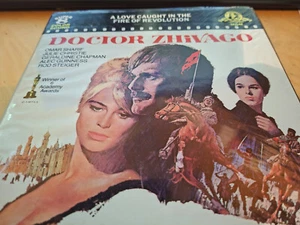 A LOVE CAUGHT IN THE
FIRE OF REVOLUTION
DOCTOR ZHIVAGO
OMAR SHARIF
JULIE CHRISTIE
GERALDINE CHAPMAN
ALEC GUINNESS
ROD STEIGER
Winner of
Academy
Awards